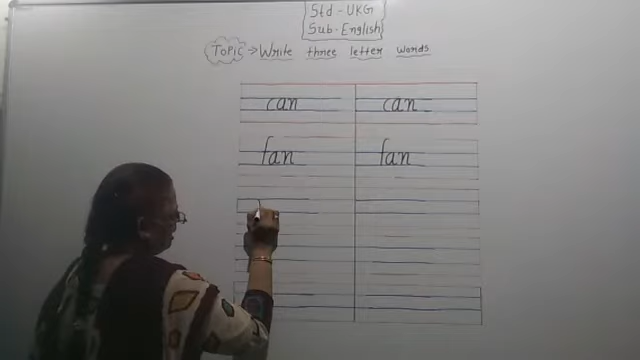 Std - UKG
Sub - English
TOPIC → Write three letter words
can can
fan fan